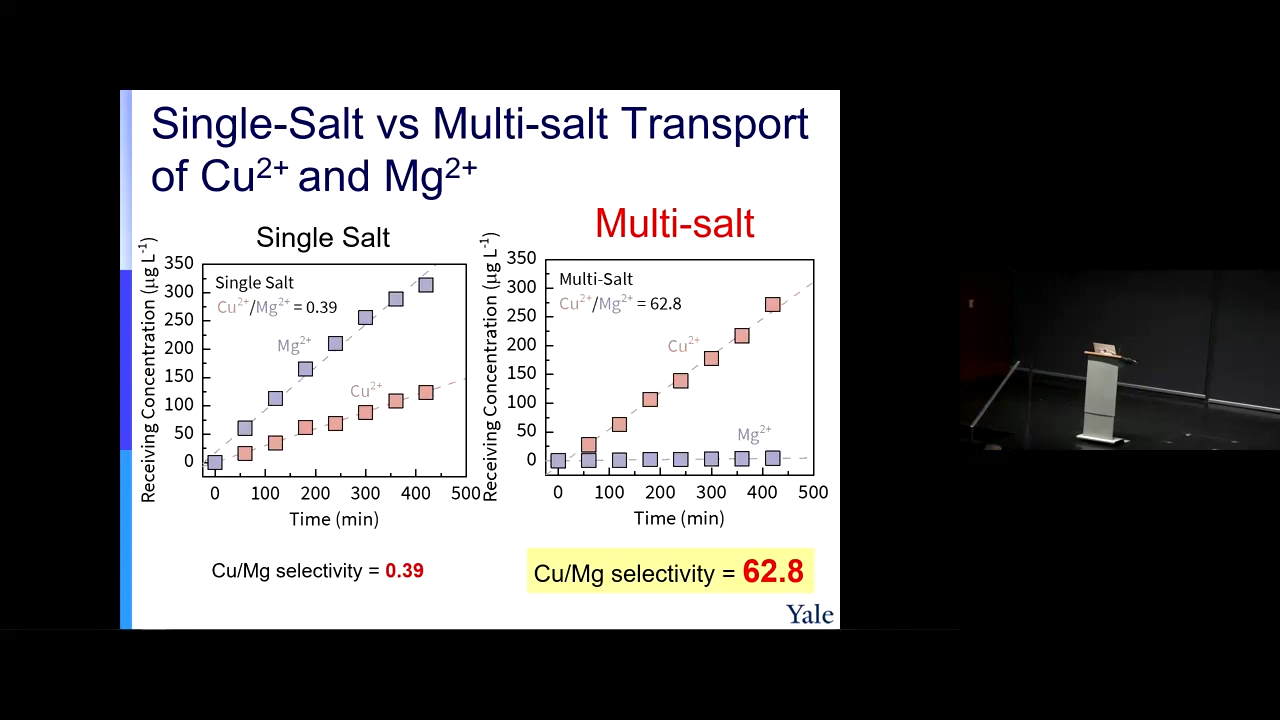 Single-Salt vs Multi-salt Transport
of Cu²⁺ and Mg²⁺
Single Salt
Receiving Concentration (μg L⁻¹)
350
300
250
200
150
100
50
0
Single Salt
Cu²⁺/Mg²⁺ = 0.39
Mg²⁺
Cu²⁺
0 100 200 300 400 500
Time (min)
Cu/Mg selectivity = 0.39
Multi-salt
Receiving Concentration (μg L⁻¹)
350
300
250
200
150
100
50
0
Multi-Salt
Cu²⁺/Mg²⁺ = 62.8
Cu²⁺
Mg²⁺
0 100 200 300 400 500
Time (min)
Cu/Mg selectivity = 62.8
Yale